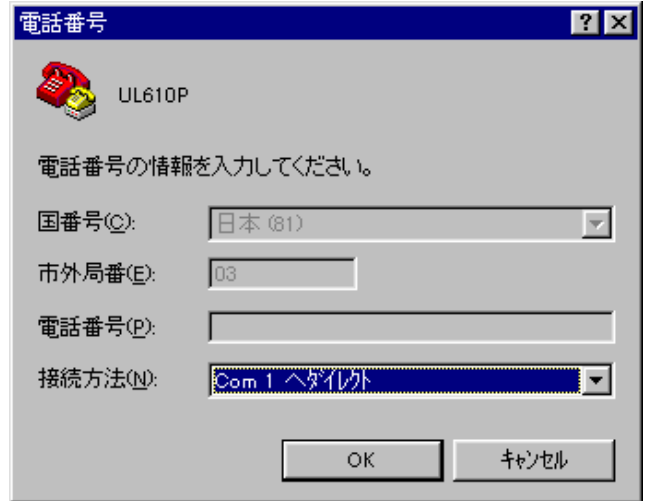 電話番号
UL610P
電話番号の情報を入力してください。
国番号(C): 日本 (81)
市外局番(E): 03
電話番号(P):
接続方法(N): Com 1 へﾀﾞｲﾚｸﾄ
OK ｷｬﾝｾﾙ